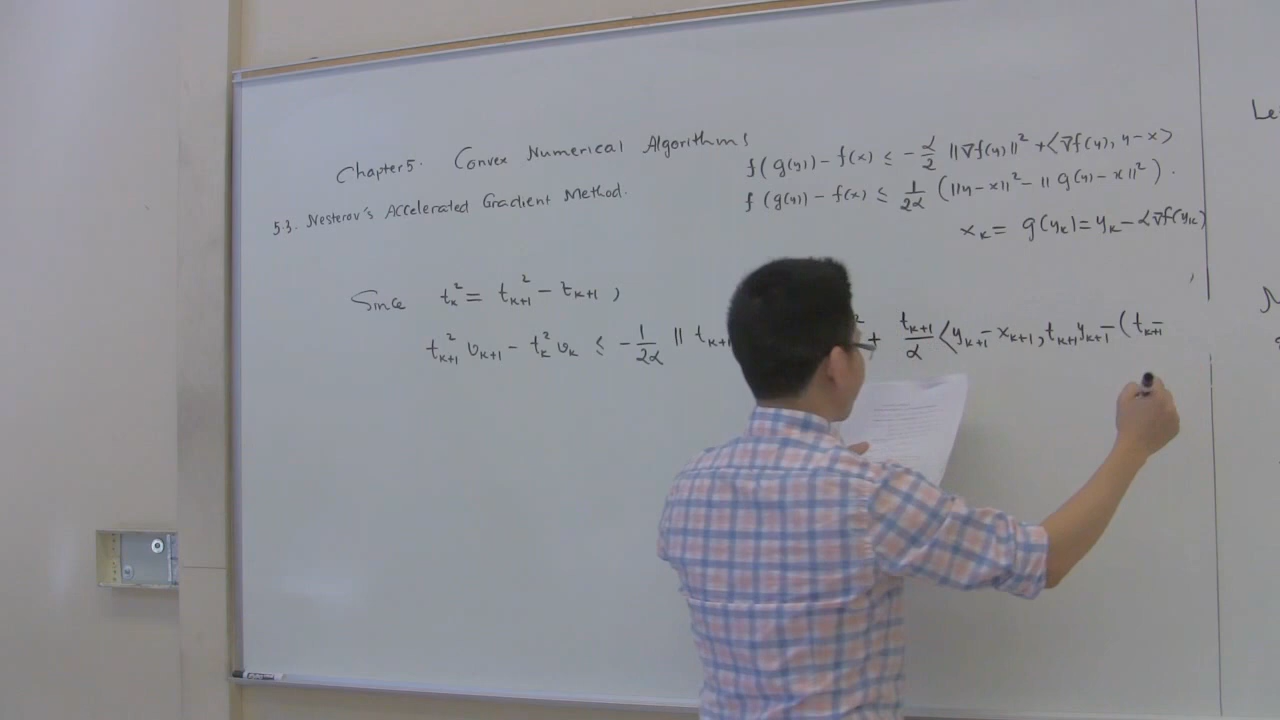 Chapter 5. Convex Numerical Algorithms
5.3. Nesterov's Accelerated Gradient Method.
f(g(y)) - f(x) ≤ -α/2 ||∇f(y)||² + ⟨∇f(y), y-x⟩
f(g(y)) - f(x) ≤ 1/2α (||y-x||² - ||g(y)-x||²).
x_k = g(y_k) = y_k - α∇f(y_k)
Since t_k² = t_{k+1}² - t_{k+1},
t_{k+1}² v_{k+1} - t_k² v_k ≤ -1/2α || t_{k+1} ² + t_{k+1}/α ⟨y_{k+1} - x_{k+1}, t_{k+1} y_{k+1} - (t_{k+1} -
Le